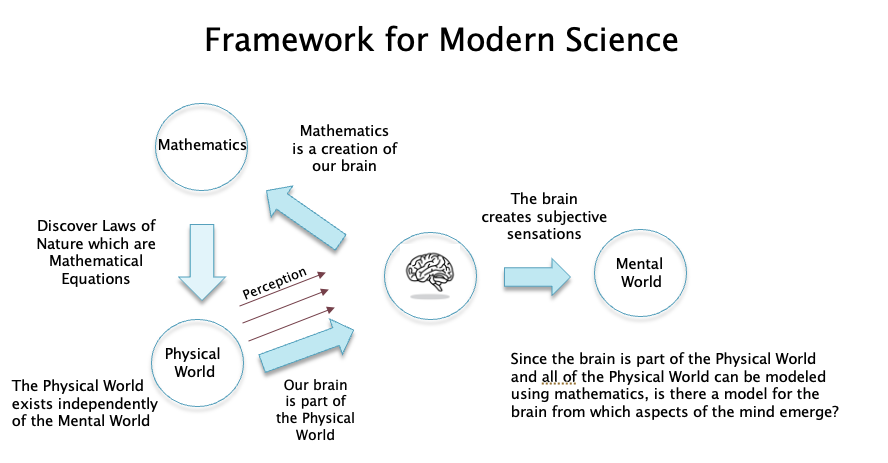 Framework for Modern Science
Mathematics
Mathematics
is a creation of
our brain
The brain
creates subjective
sensations
Discover Laws of
Nature which are
Mathematical
Equations
Perception
Mental
World
Physical
World
The Physical World
exists independently
of the Mental World
Our brain
is part of
the Physical
World
Since the brain is part of the Physical World
and all of the Physical World can be modeled
using mathematics, is there a model for the
brain from which aspects of the mind emerge?